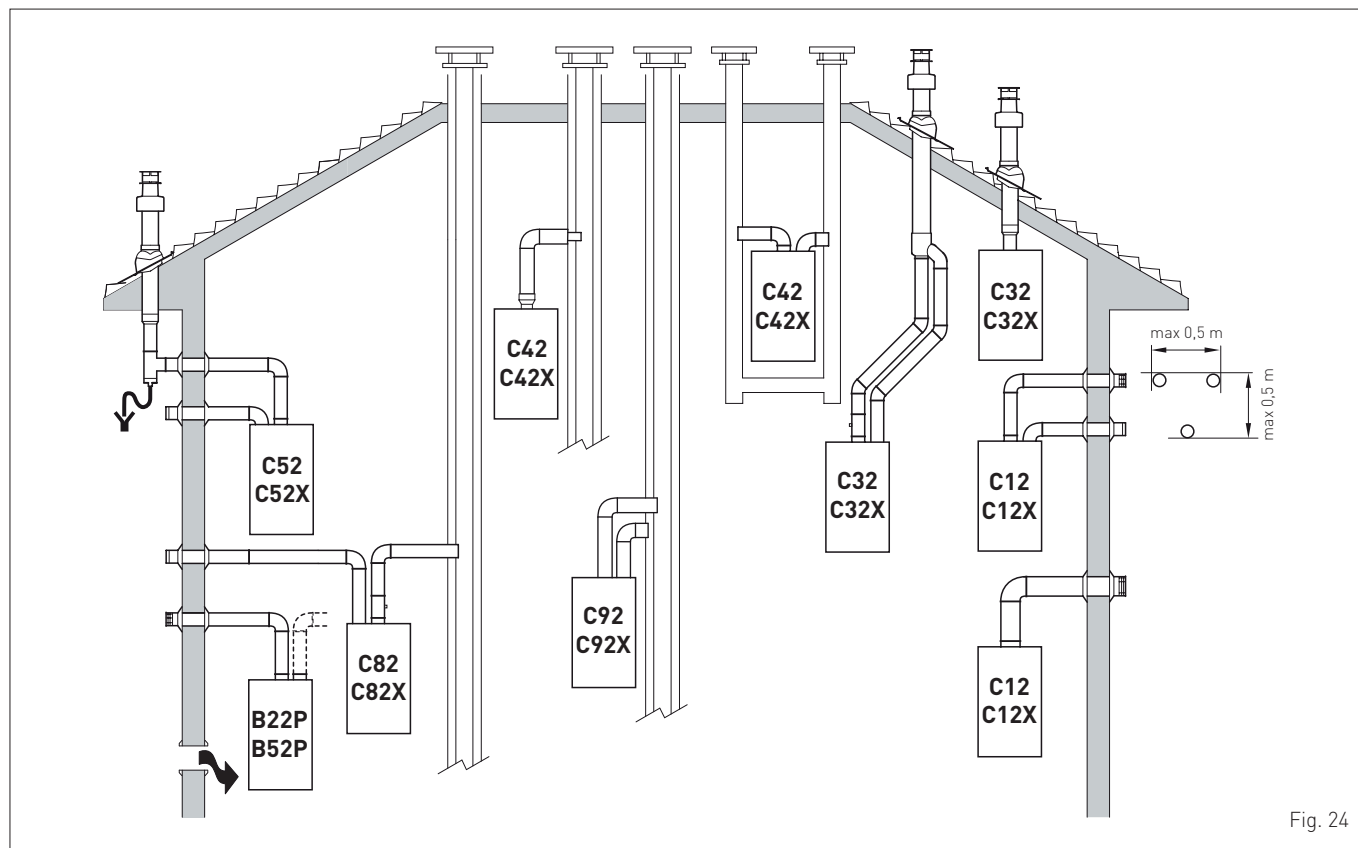 C42
C42X
C42
C42X
C32
C32X
max 0,5 m
max 0,5 m
C52
C52X
C32
C32X
C12
C12X
C92
C92X
C82
C82X
B22P
B52P
C12
C12X
Fig. 24